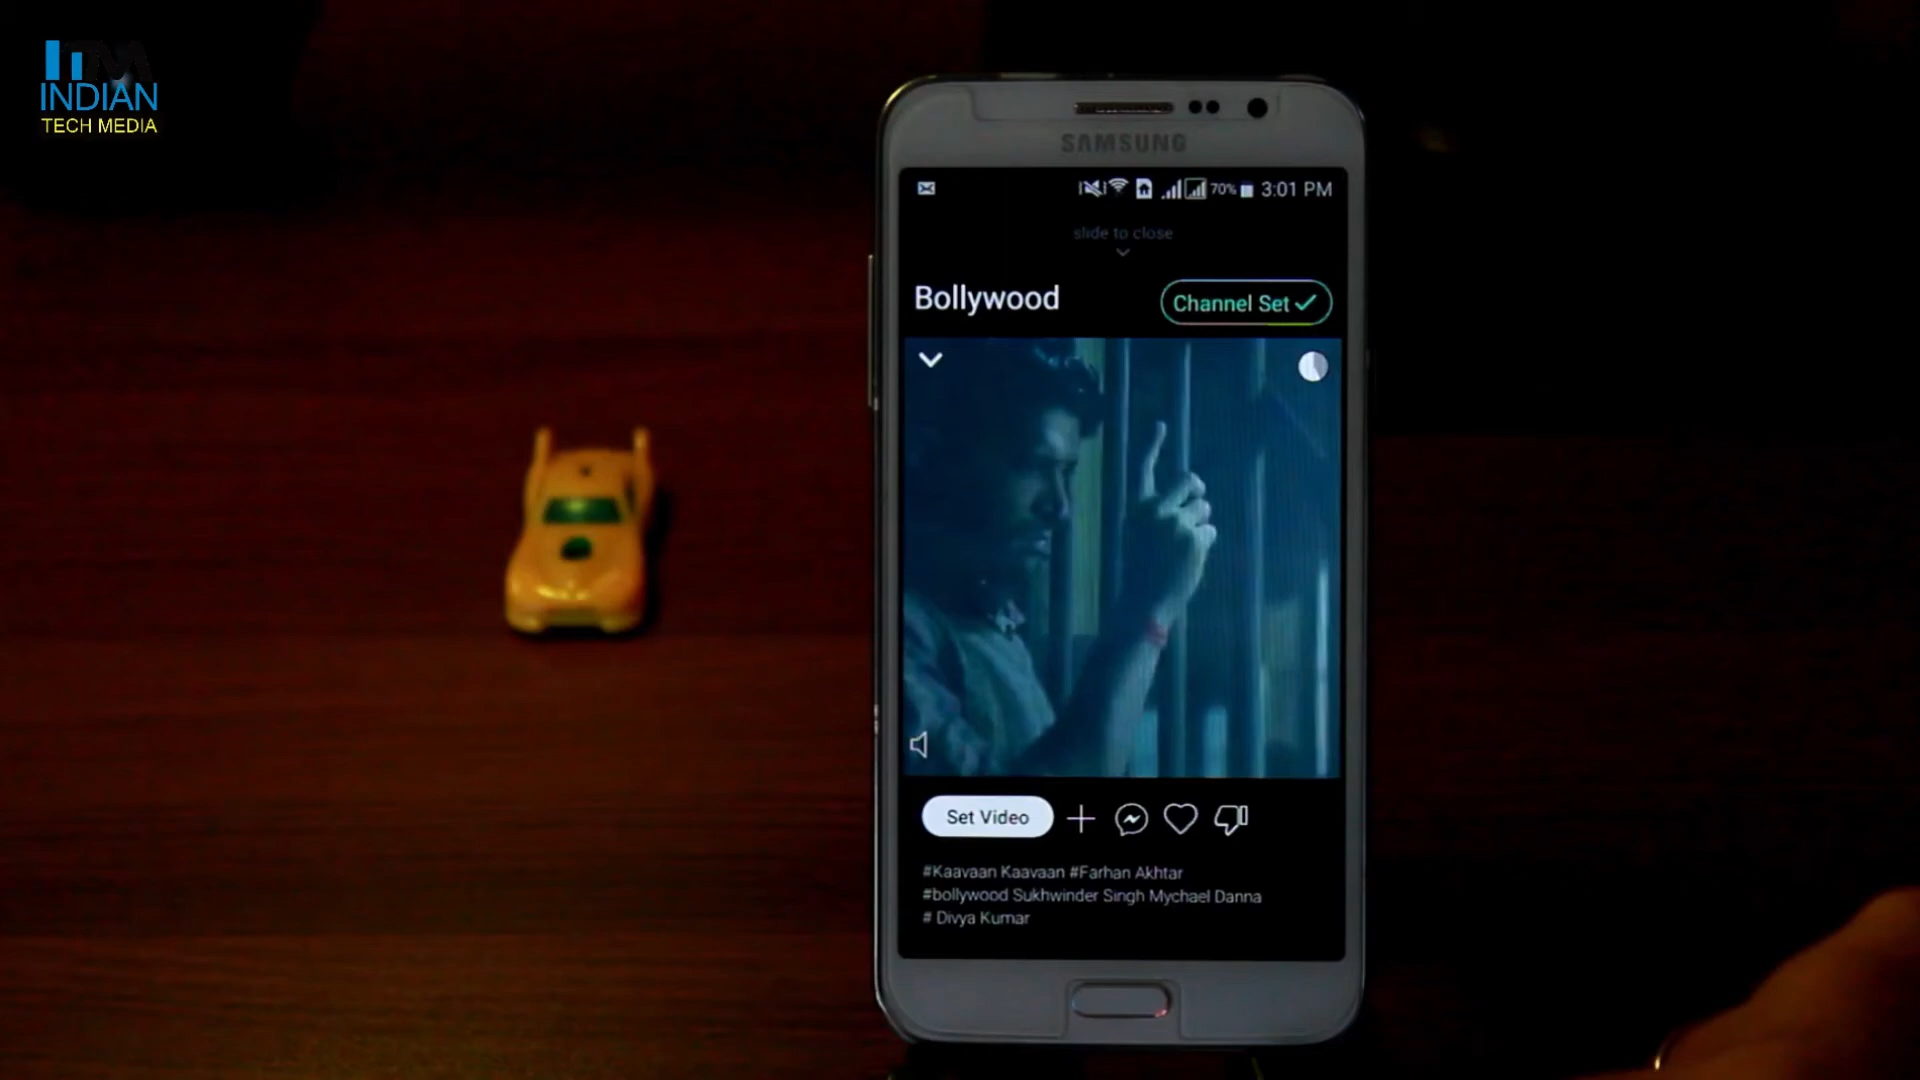 ITM
INDIAN
TECH MEDIA
SAMSUNG
70% 3:01 PM
slide to close
Bollywood
Channel Set
Set Video
#Kaavaan Kaavaan #Farhan Akhtar
#bollywood Sukhwinder Singh Mychael Danna
# Divya Kumar